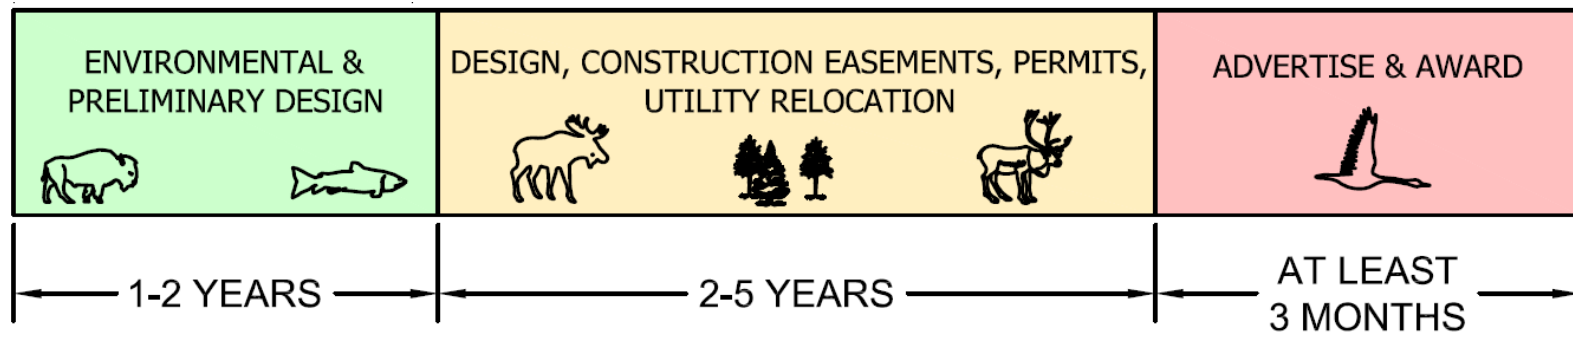 ENVIRONMENTAL &
PRELIMINARY DESIGN
DESIGN, CONSTRUCTION EASEMENTS, PERMITS,
UTILITY RELOCATION
ADVERTISE & AWARD
1-2 YEARS
2-5 YEARS
AT LEAST
3 MONTHS